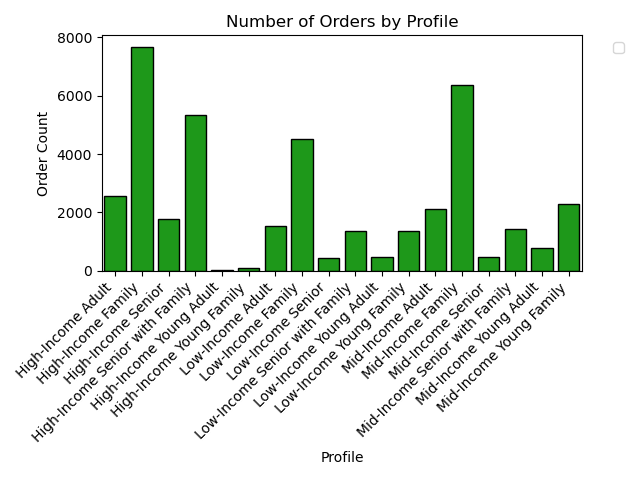 Number of Orders by Profile
8000
6000
4000
2000
0
Order Count
High-Income Adult
High-Income Family
High-Income Senior
High-Income Senior with Family
High-Income Young Adult
High-Income Young Family
Low-Income Adult
Low-Income Family
Low-Income Senior
Low-Income Senior with Family
Low-Income Young Adult
Low-Income Young Family
Mid-Income Adult
Mid-Income Family
Mid-Income Senior
Mid-Income Senior with Family
Mid-Income Young Adult
Mid-Income Young Family
Profile